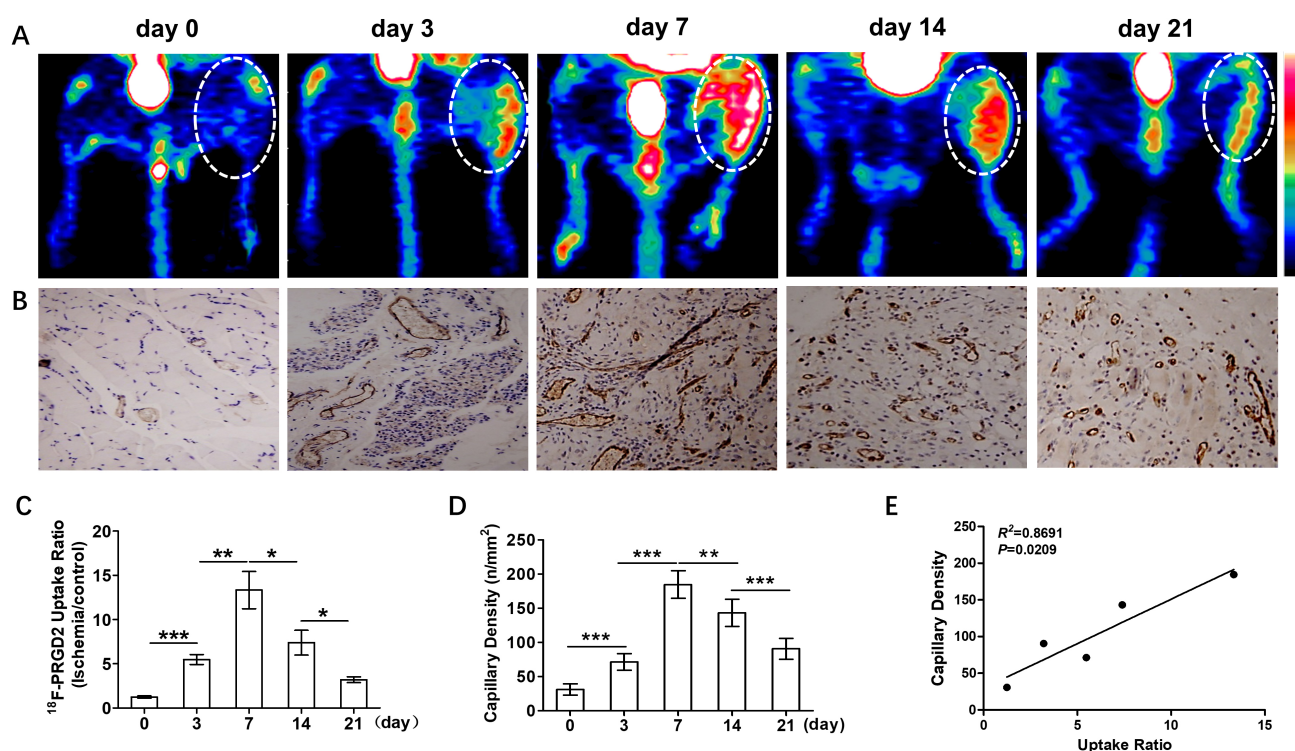 A
day 0
day 3
day 7
day 14
day 21
B
C
18F-PRGD2 Uptake Ratio
(Ischemia/control)
20
15
10
5
0
***
**
*
*
0 3 7 14 21 (day)
D
Capillary Density (n/mm2)
250
200
150
100
50
0
***
***
**
***
0 3 7 14 21 (day)
E
Capillary Density
250
200
150
100
50
0
R2=0.8691
P=0.0209
0 5 10 15
Uptake Ratio